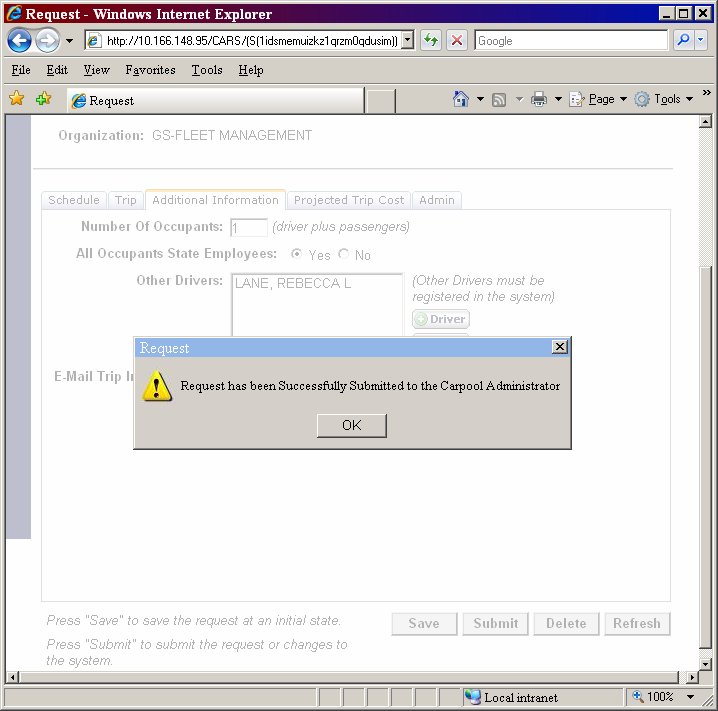 Request - Windows Internet Explorer
http://10.166.148.95/CARS/(S(1idsmemuizkz1qrzm0qdusim))
Google
File Edit View Favorites Tools Help
Request
Page Tools »
Organization: GS-FLEET MANAGEMENT
Schedule Trip Additional Information Projected Trip Cost Admin
Number Of Occupants: 1 (driver plus passengers)
All Occupants State Employees: Yes No
Other Drivers: LANE, REBECCA L (Other Drivers must be
registered in the system)
Driver
Request
E-Mail Trip In
Request has been Successfully Submitted to the Carpool Administrator
OK
Press "Save" to save the request at an initial state.
Save Submit Delete Refresh
Press "Submit" to submit the request or changes to
the system.
Local intranet 100%